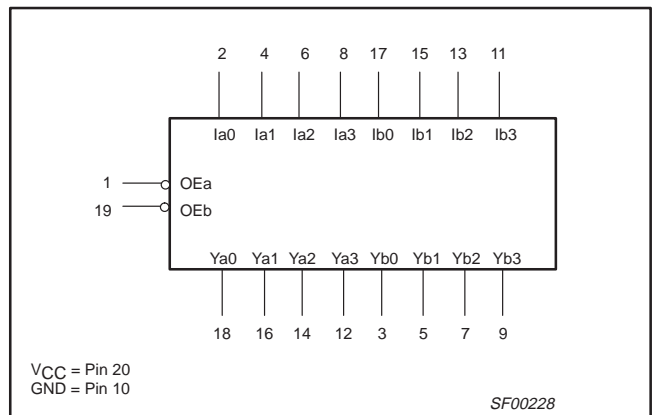 2 4 6 8 17 15 13 11
Ia0 Ia1 Ia2 Ia3 Ib0 Ib1 Ib2 Ib3
1 OEa
19 OEb
Ya0 Ya1 Ya2 Ya3 Yb0 Yb1 Yb2 Yb3
18 16 14 12 3 5 7 9
VCC = Pin 20
GND = Pin 10
SF00228